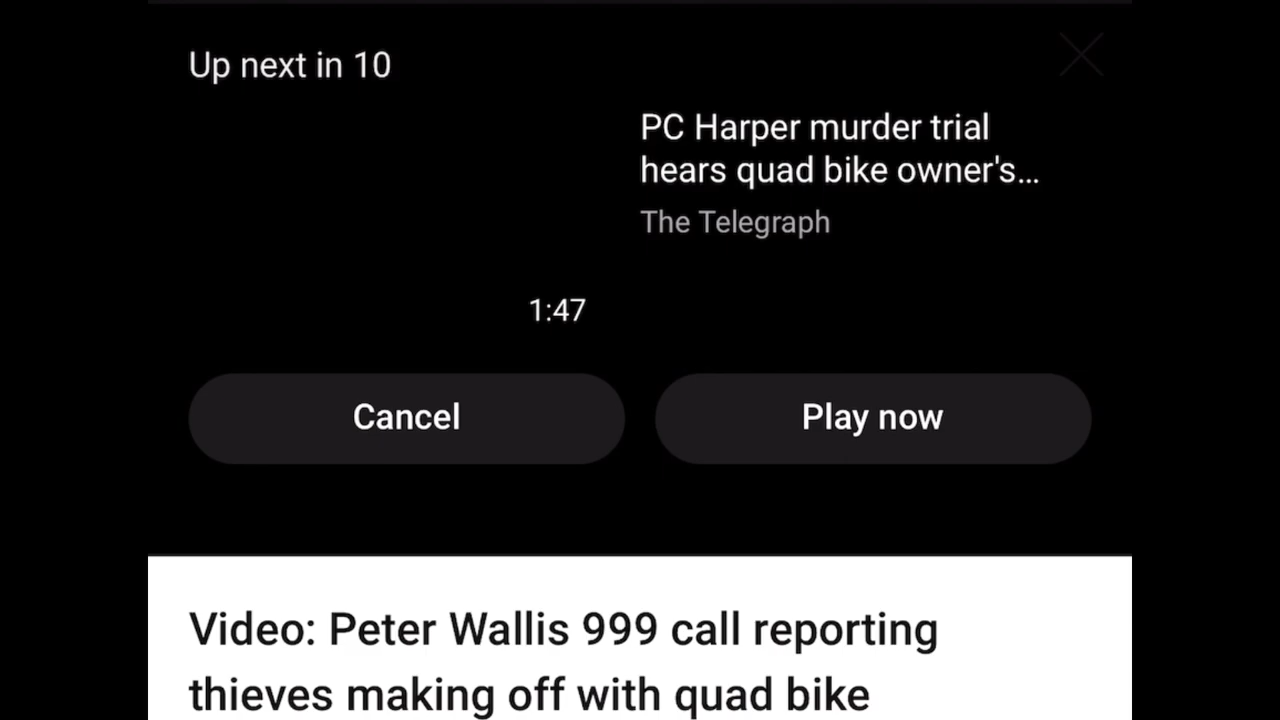 Up next in 10
PC Harper murder trial
hears quad bike owner's...
The Telegraph
1:47
Cancel
Play now
Video: Peter Wallis 999 call reporting
thieves making off with quad bike